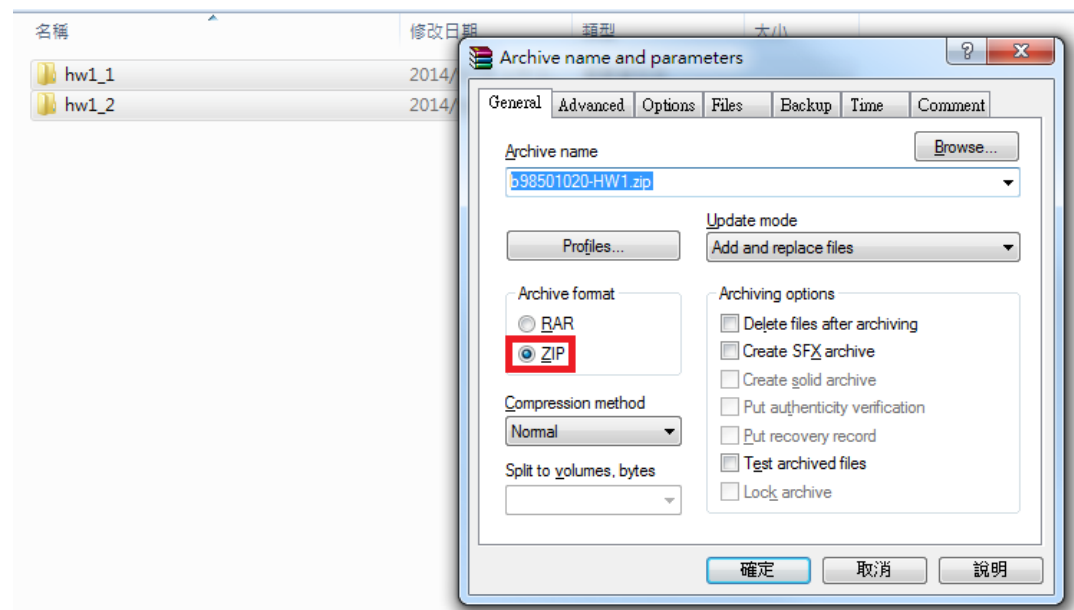 名稱 修改日期 類型 大小
hw1_1 2014/
hw1_2 2014/
Archive name and parameters
General Advanced Options Files Backup Time Comment
Archive name
Browse...
b98501020-HW1.zip
Update mode
Profiles...
Add and replace files
Archive format
RAR
ZIP
Compression method
Normal
Split to volumes, bytes
Archiving options
Delete files after archiving
Create SFX archive
Create solid archive
Put authenticity verification
Put recovery record
Test archived files
Lock archive
確定 取消 說明